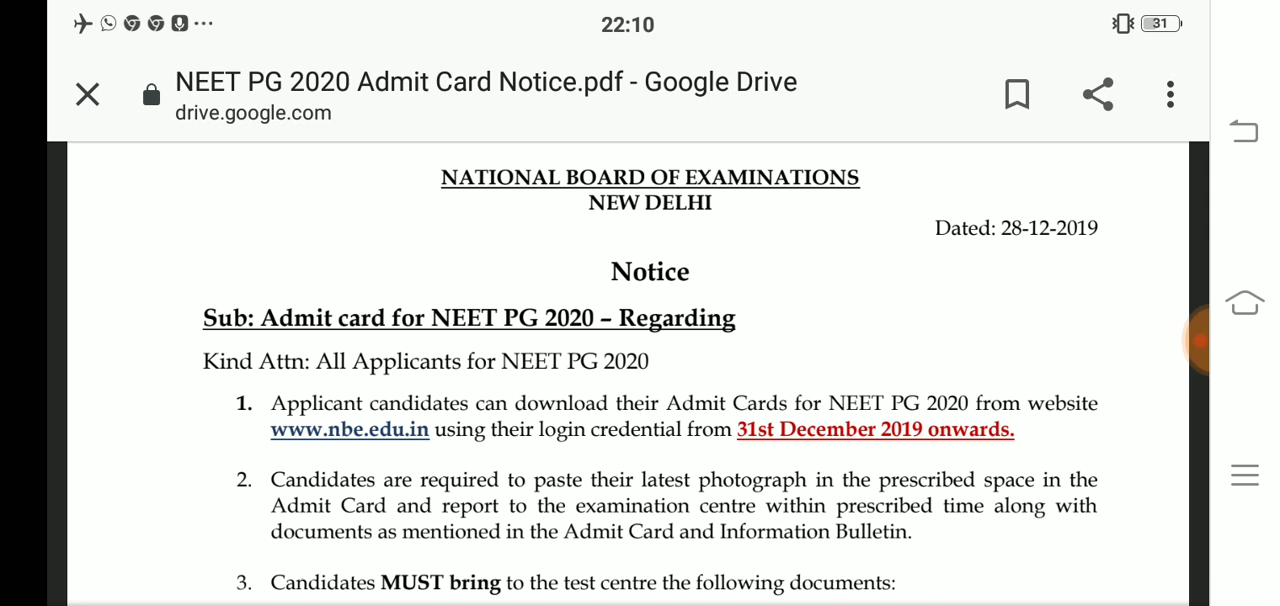 22:10
31
NEET PG 2020 Admit Card Notice.pdf - Google Drive
drive.google.com
NATIONAL BOARD OF EXAMINATIONS
NEW DELHI
Dated: 28-12-2019
Notice
Sub: Admit card for NEET PG 2020 – Regarding
Kind Attn: All Applicants for NEET PG 2020
1. Applicant candidates can download their Admit Cards for NEET PG 2020 from website
www.nbe.edu.in using their login credential from 31st December 2019 onwards.
2. Candidates are required to paste their latest photograph in the prescribed space in the
Admit Card and report to the examination centre within prescribed time along with
documents as mentioned in the Admit Card and Information Bulletin.
3. Candidates MUST bring to the test centre the following documents: